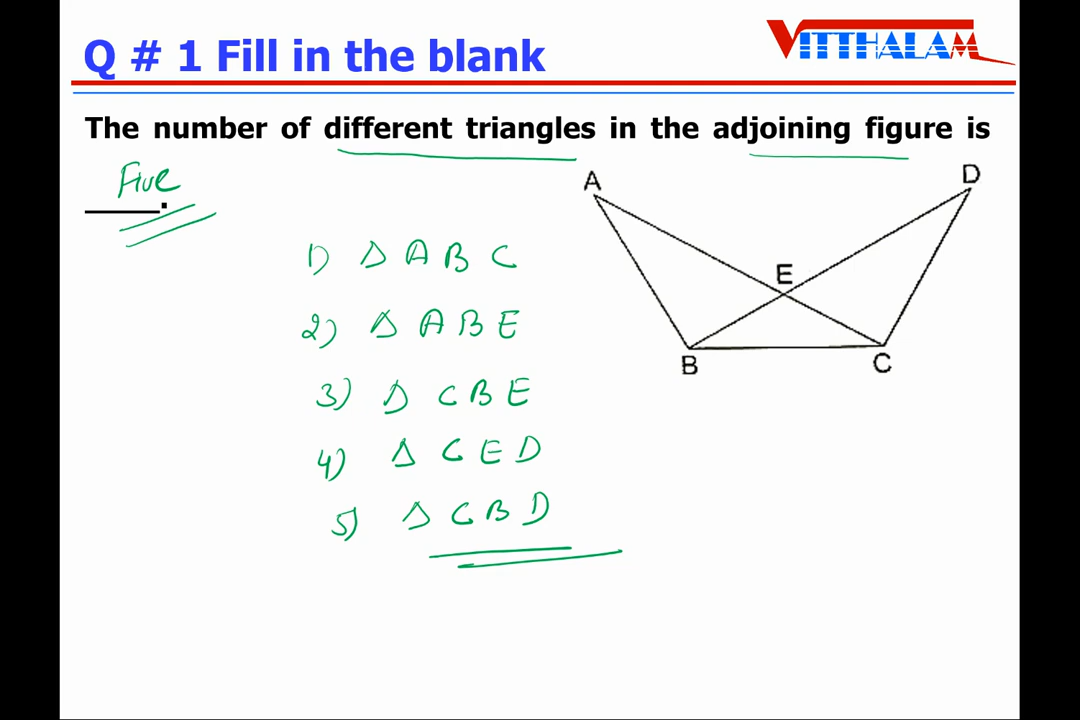 Q # 1 Fill in the blank
VITTHALAM
The number of different triangles in the adjoining figure is
Five
_____.
A
D
E
B
C
1) Δ A B C
2) Δ A B E
3) Δ C B E
4) Δ C E D
5) Δ C B D